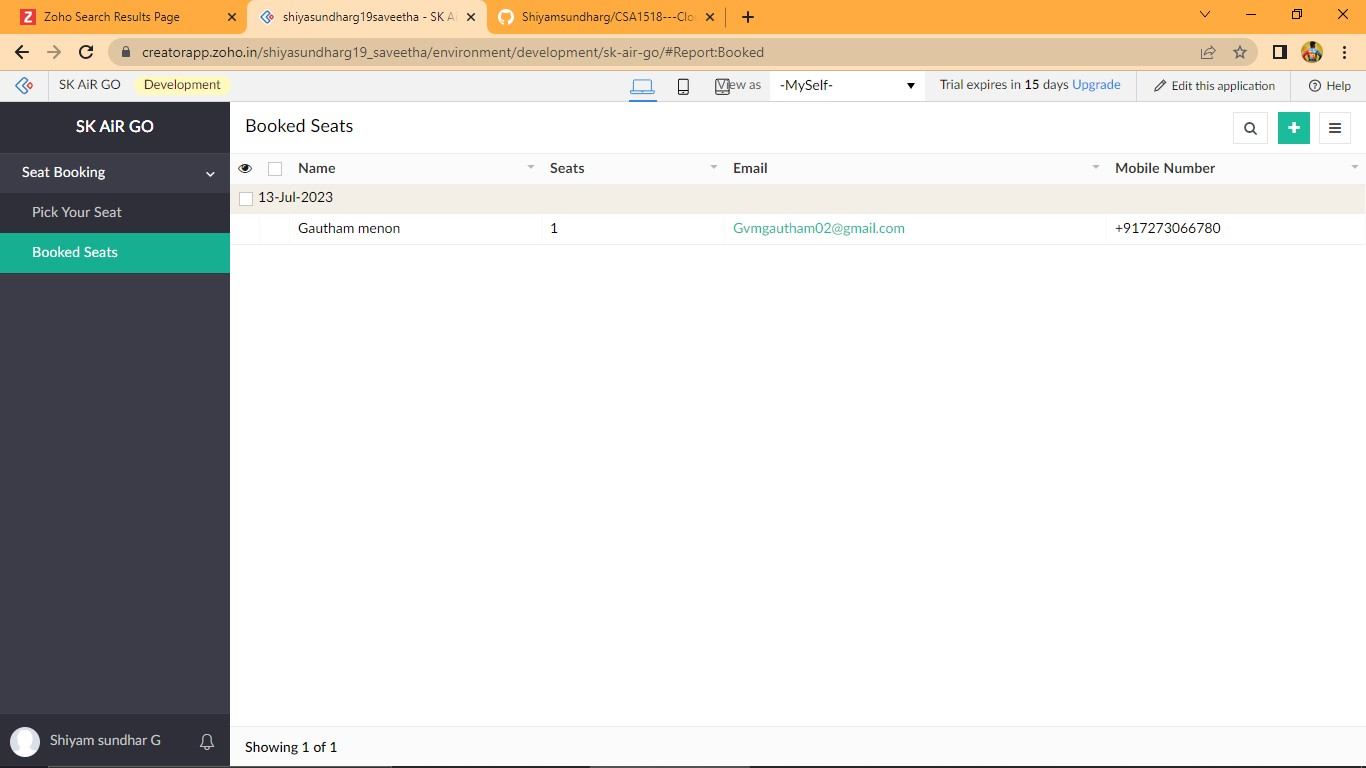 Zoho Search Results Page
shiyasundharg19saveetha - SK Ai
Shiyamsundharg/CSA1518---Clou
creatorapp.zoho.in/shiyasundharg19_saveetha/environment/development/sk-air-go/#Report:Booked
SK AiR GO Development View as -MySelf- Trial expires in 15 days Upgrade Edit this application Help
SK AiR GO
Seat Booking
Pick Your Seat
Booked Seats
Shiyam sundhar G
Booked Seats
Name Seats Email Mobile Number
13-Jul-2023
Gautham menon 1 Gvmgautham02@gmail.com +917273066780
Showing 1 of 1